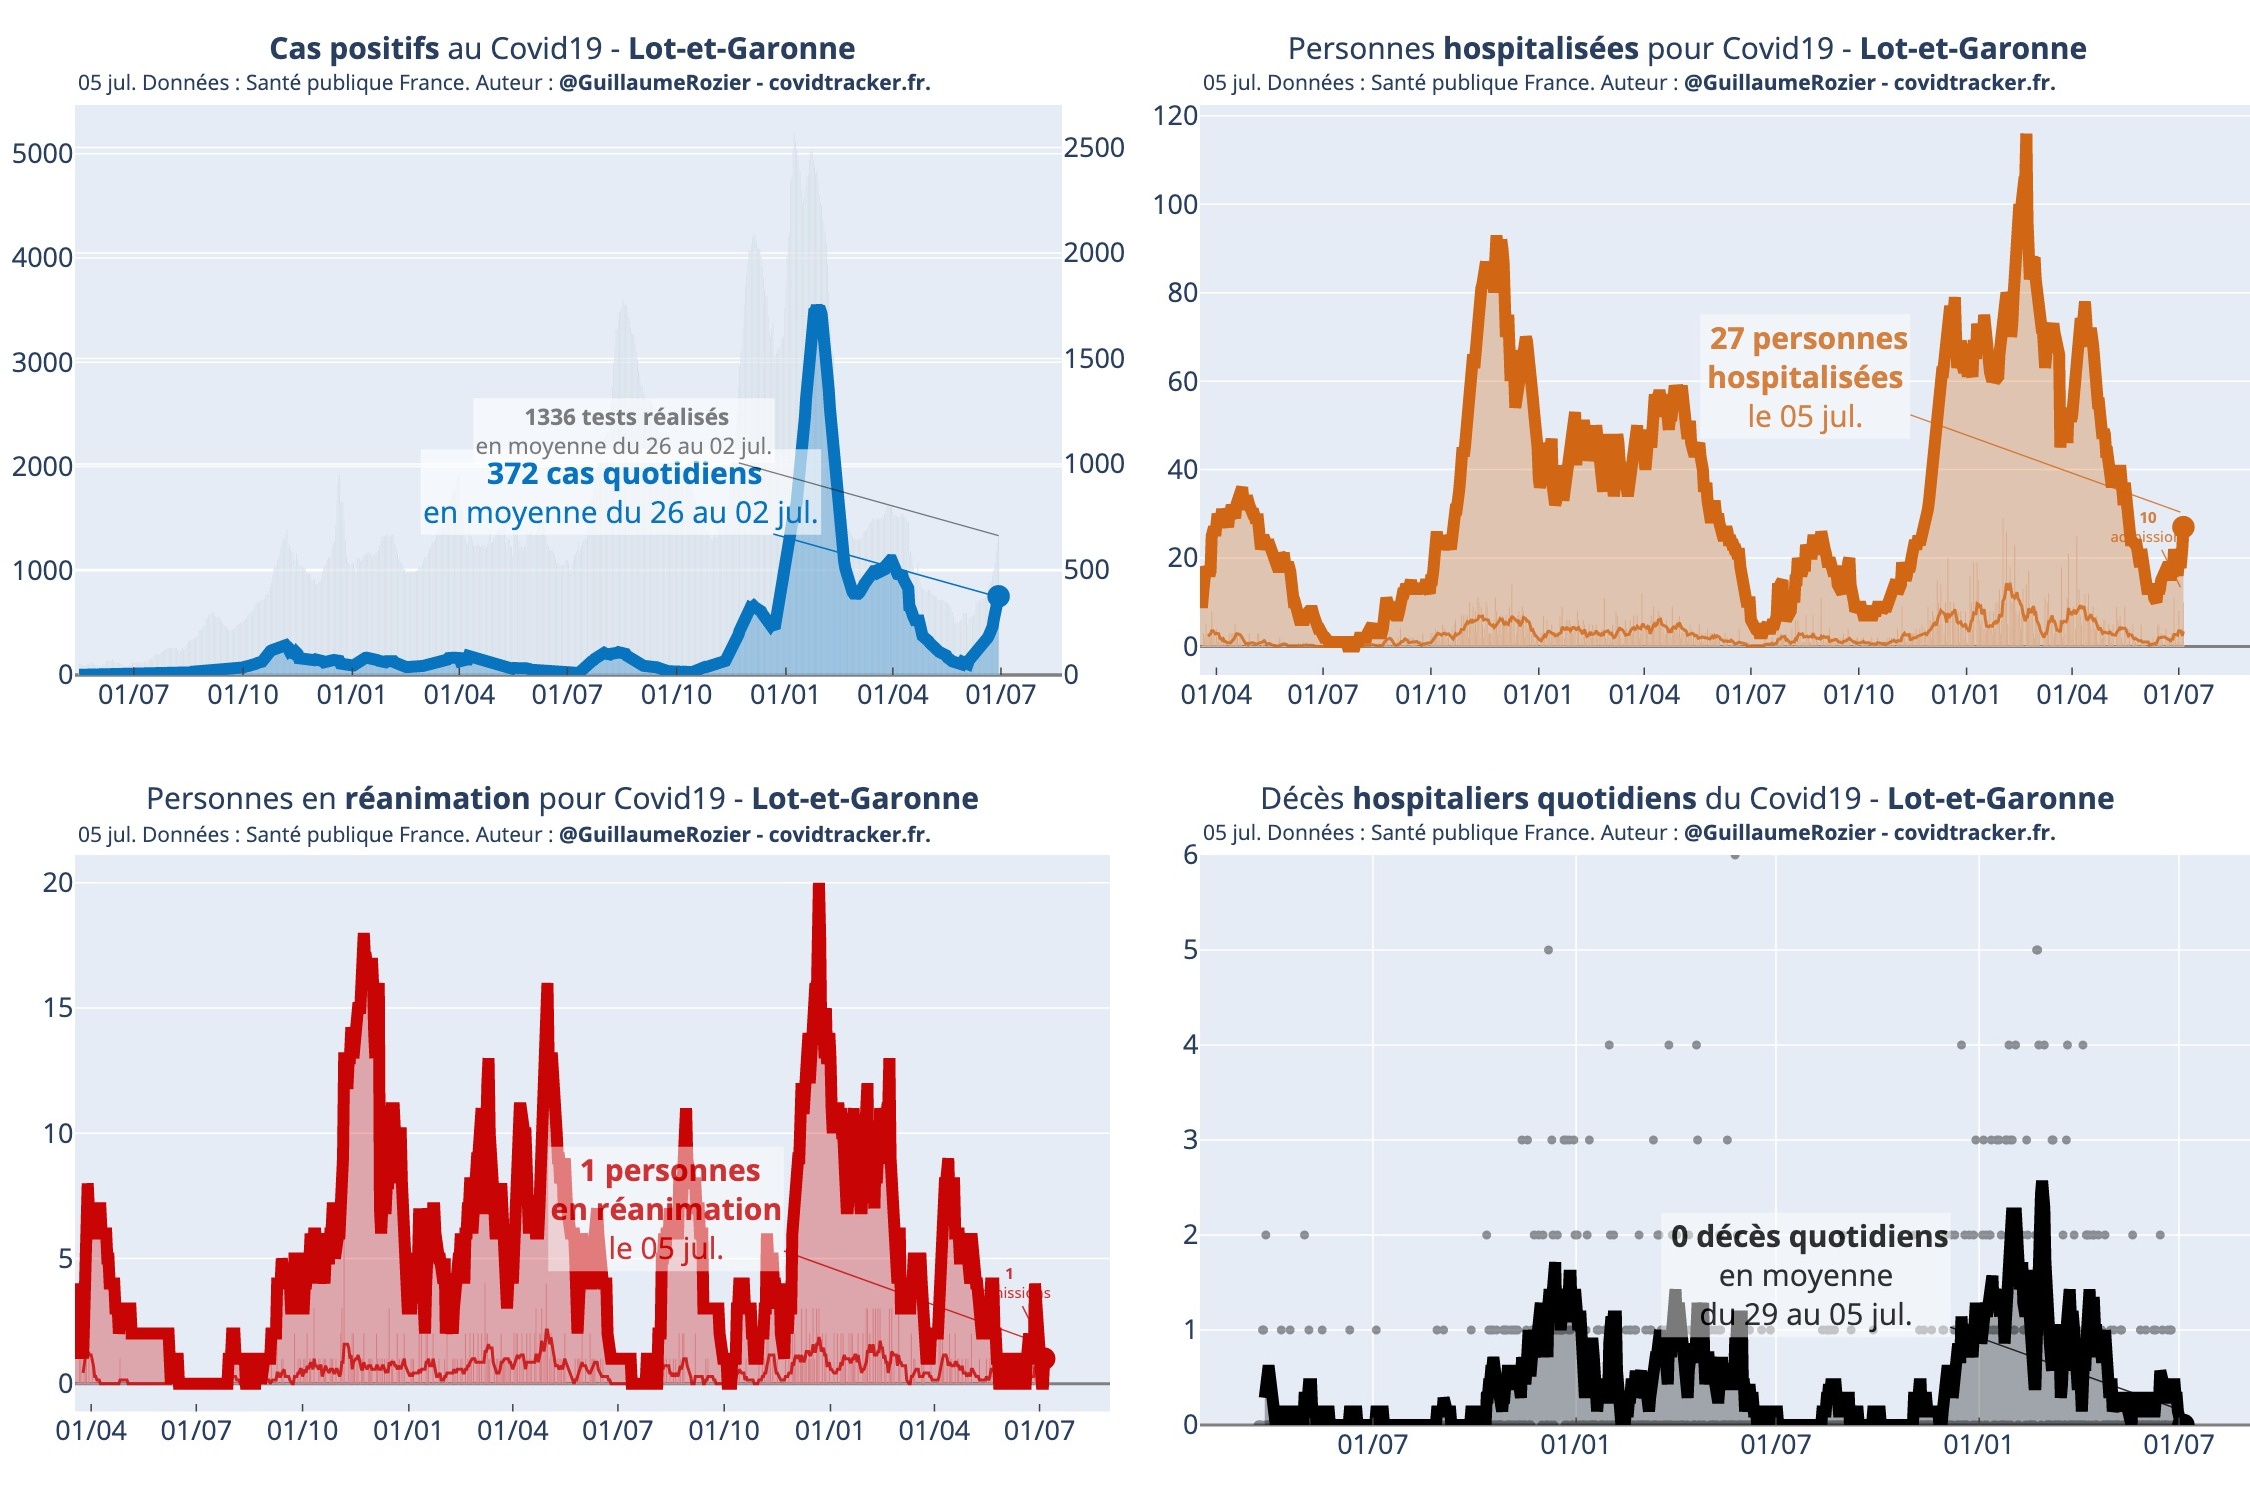 Cas positifs au Covid19 - Lot-et-Garonne
05 jul. Données : Santé publique France. Auteur : @GuillaumeRozier - covidtracker.fr.
5000
4000
3000
2000
1000
0
2500
2000
1500
1000
500
0
1336 tests réalisés
en moyenne du 26 au 02 jul.
372 cas quotidiens
en moyenne du 26 au 02 jul.
01/07 01/10 01/01 01/04 01/07 01/10 01/01 01/04 01/07
Personnes hospitalisées pour Covid19 - Lot-et-Garonne
05 jul. Données : Santé publique France. Auteur : @GuillaumeRozier - covidtracker.fr.
120
100
80
60
40
20
0
27 personnes
hospitalisées
le 05 jul.
10
admissions
01/04 01/07 01/10 01/01 01/04 01/07 01/10 01/01 01/04 01/07
Personnes en réanimation pour Covid19 - Lot-et-Garonne
05 jul. Données : Santé publique France. Auteur : @GuillaumeRozier - covidtracker.fr.
20
15
10
5
0
1 personnes
en réanimation
le 05 jul.
1
01/04 01/07 01/10 01/01 01/04 01/07 01/10 01/01 01/04 01/07
Décès hospitaliers quotidiens du Covid19 - Lot-et-Garonne
05 jul. Données : Santé publique France. Auteur : @GuillaumeRozier - covidtracker.fr.
6
5
4
3
2
1
0
0 décès quotidiens
en moyenne
du 29 au 05 jul.
01/07 01/01 01/07 01/01 01/07